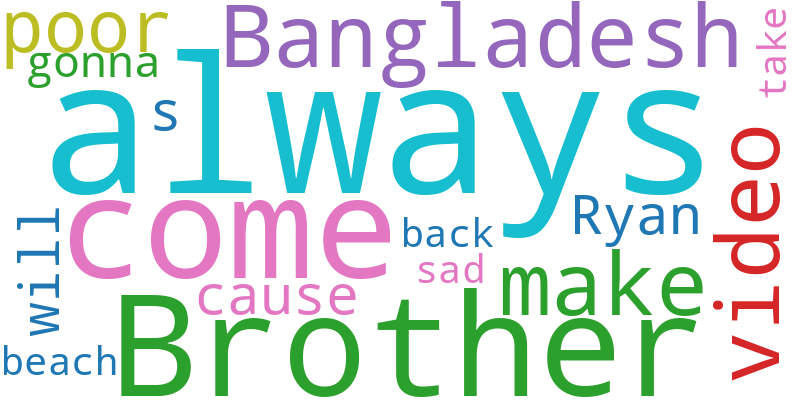 poor
Bangladesh
take
gonna
always
s
video
come
Ryan
will
back
sad
make
cause
Brother
beach